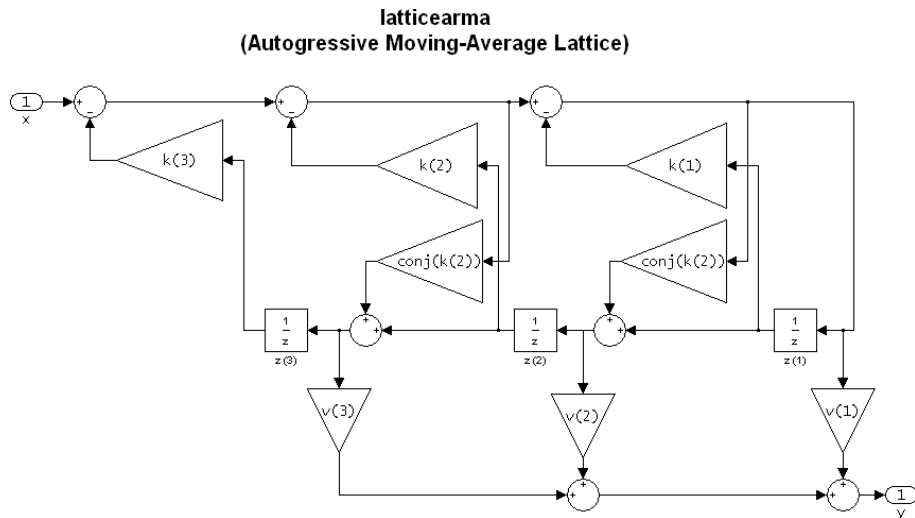 latticearma
(Autogressive Moving-Average Lattice)
1
x
k(3)
k(2)
k(1)
conj(k(2))
conj(k(2))
1
z
z(3)
1
z
z(2)
1
z
z(1)
v(3)
v(2)
v(1)
1
y